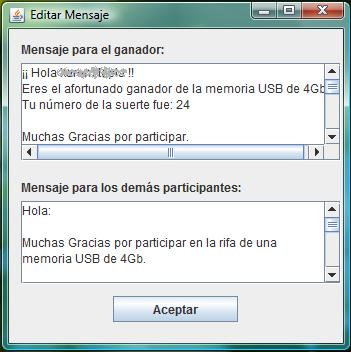 Editar Mensaje
Mensaje para el ganador:
¡¡ Hola !!
Eres el afortunado ganador de la memoria USB de 4Gb
Tu número de la suerte fue: 24
Muchas Gracias por participar.
Mensaje para los demás participantes:
Hola:
Muchas Gracias por participar en la rifa de una
memoria USB de 4Gb.
Aceptar